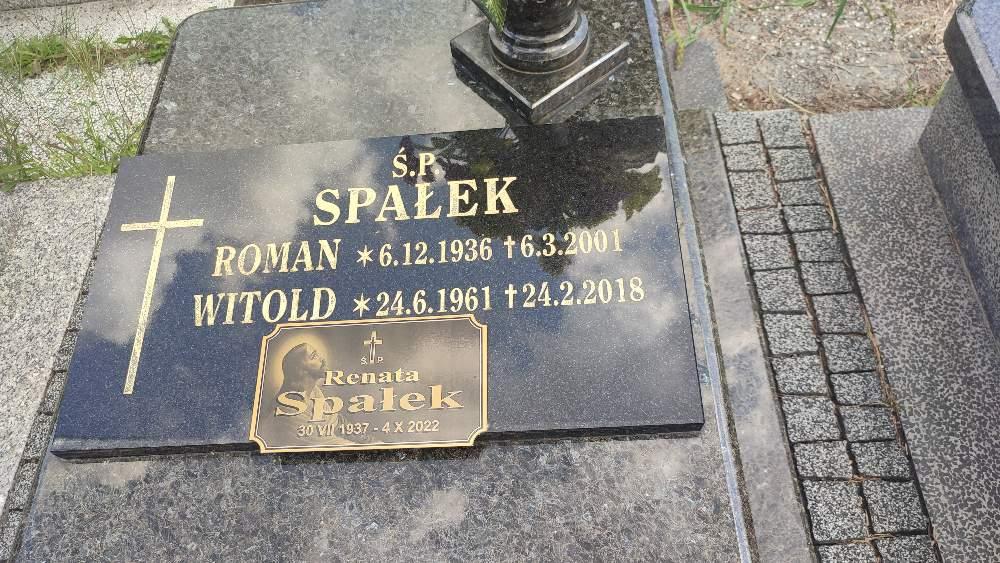 Ś.P.
SPAŁEK
ROMAN ✶6.12.1936 †6.3.2001
WITOLD ✶24.6.1961 †24.2.2018
Ś P
Renata
Spałek
30 VII 1937 - 4 X 2022